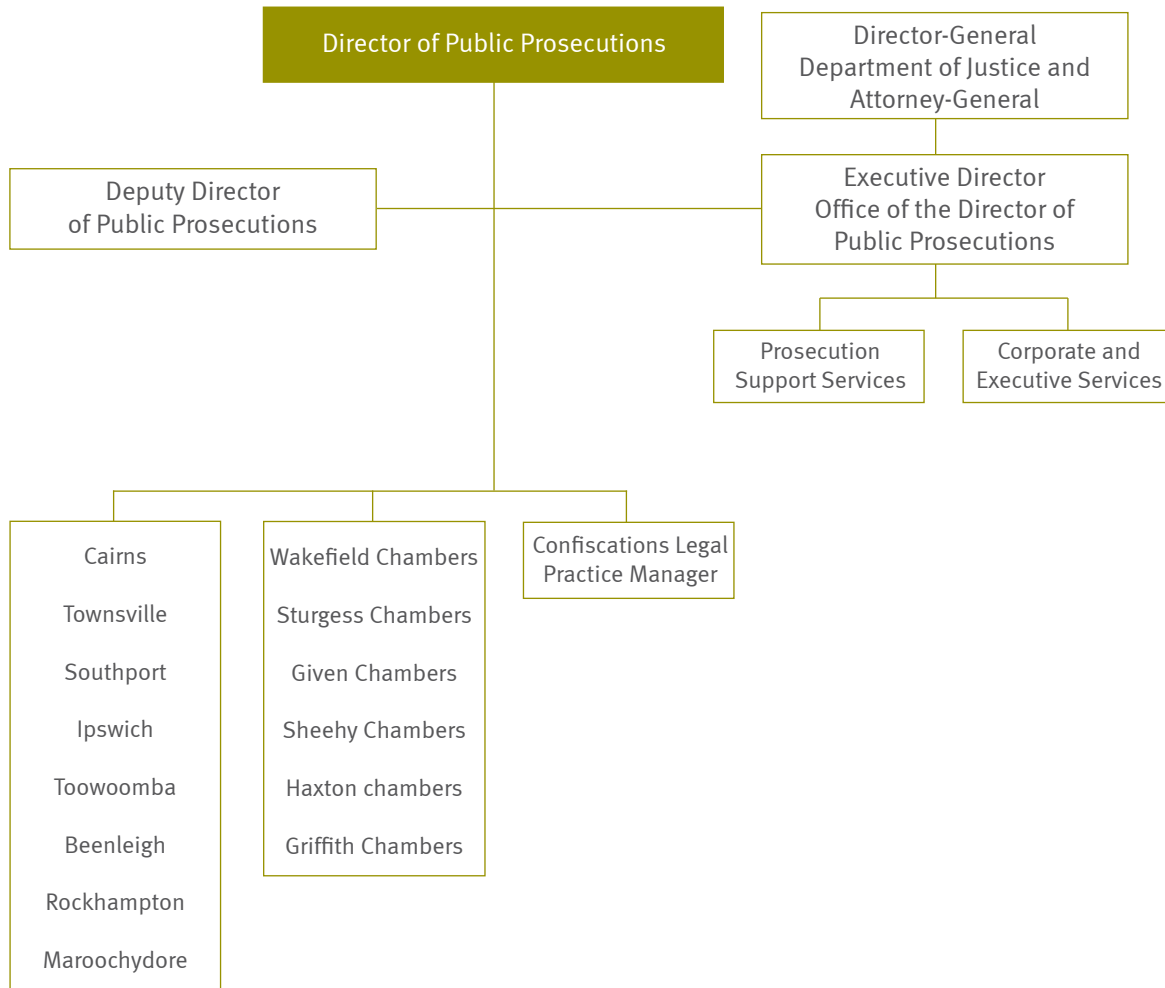 Director of Public Prosecutions
Director-General
Department of Justice and
Attorney-General
Deputy Director
of Public Prosecutions
Executive Director
Office of the Director of
Public Prosecutions
Prosecution
Support Services
Corporate and
Executive Services
Cairns
Townsville
Southport
Ipswich
Toowoomba
Beenleigh
Rockhampton
Maroochydore
Wakefield Chambers
Sturgess Chambers
Given Chambers
Sheehy Chambers
Haxton chambers
Griffith Chambers
Confiscations Legal
Practice Manager